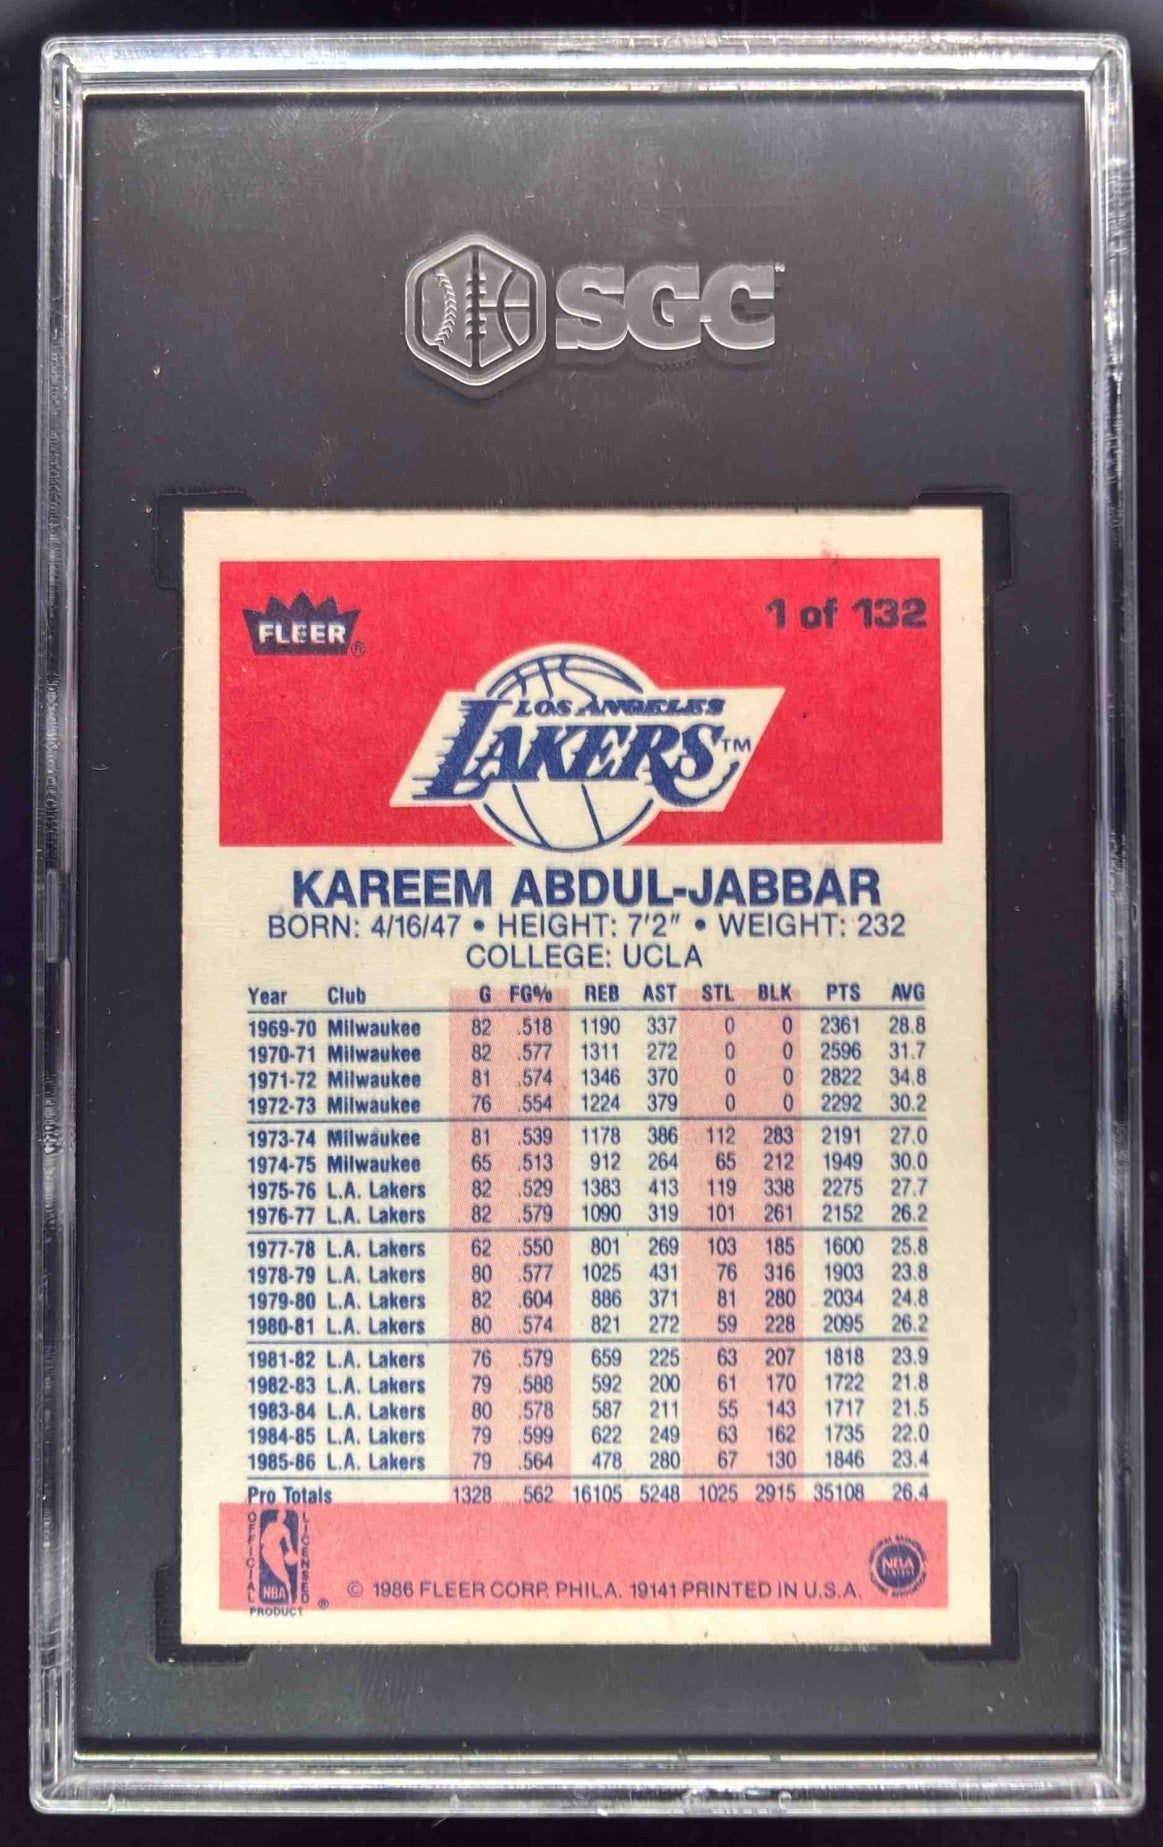 SGC™
FLEER®
1 of 132
LOS ANGELES
LAKERS™
KAREEM ABDUL-JABBAR
BORN: 4/16/47 • HEIGHT: 7'2" • WEIGHT: 232
COLLEGE: UCLA
Year Club G FG% REB AST STL BLK PTS AVG
1969-70 Milwaukee 82 .518 1190 337 0 0 2361 28.8
1970-71 Milwaukee 82 .577 1311 272 0 0 2596 31.7
1971-72 Milwaukee 81 .574 1346 370 0 0 2822 34.8
1972-73 Milwaukee 76 .554 1224 379 0 0 2292 30.2
1973-74 Milwaukee 81 .539 1178 386 112 283 2191 27.0
1974-75 Milwaukee 65 .513 912 264 65 212 1949 30.0
1975-76 L.A. Lakers 82 .529 1383 413 119 338 2275 27.7
1976-77 L.A. Lakers 82 .579 1090 319 101 261 2152 26.2
1977-78 L.A. Lakers 62 .550 801 269 103 185 1600 25.8
1978-79 L.A. Lakers 80 .577 1025 431 76 316 1903 23.8
1979-80 L.A. Lakers 82 .604 886 371 81 280 2034 24.8
1980-81 L.A. Lakers 80 .574 821 272 59 228 2095 26.2
1981-82 L.A. Lakers 76 .579 659 225 63 207 1818 23.9
1982-83 L.A. Lakers 79 .588 592 200 61 170 1722 21.8
1983-84 L.A. Lakers 80 .578 587 211 55 143 1717 21.5
1984-85 L.A. Lakers 79 .599 622 249 63 162 1735 22.0
1985-86 L.A. Lakers 79 .564 478 280 67 130 1846 23.4
Pro Totals 1328 .562 16105 5248 1025 2915 35108 26.4
OFFICIAL
NBA
LICENSED
PRODUCT ®
© 1986 FLEER CORP. PHILA. 19141 PRINTED IN U.S.A.